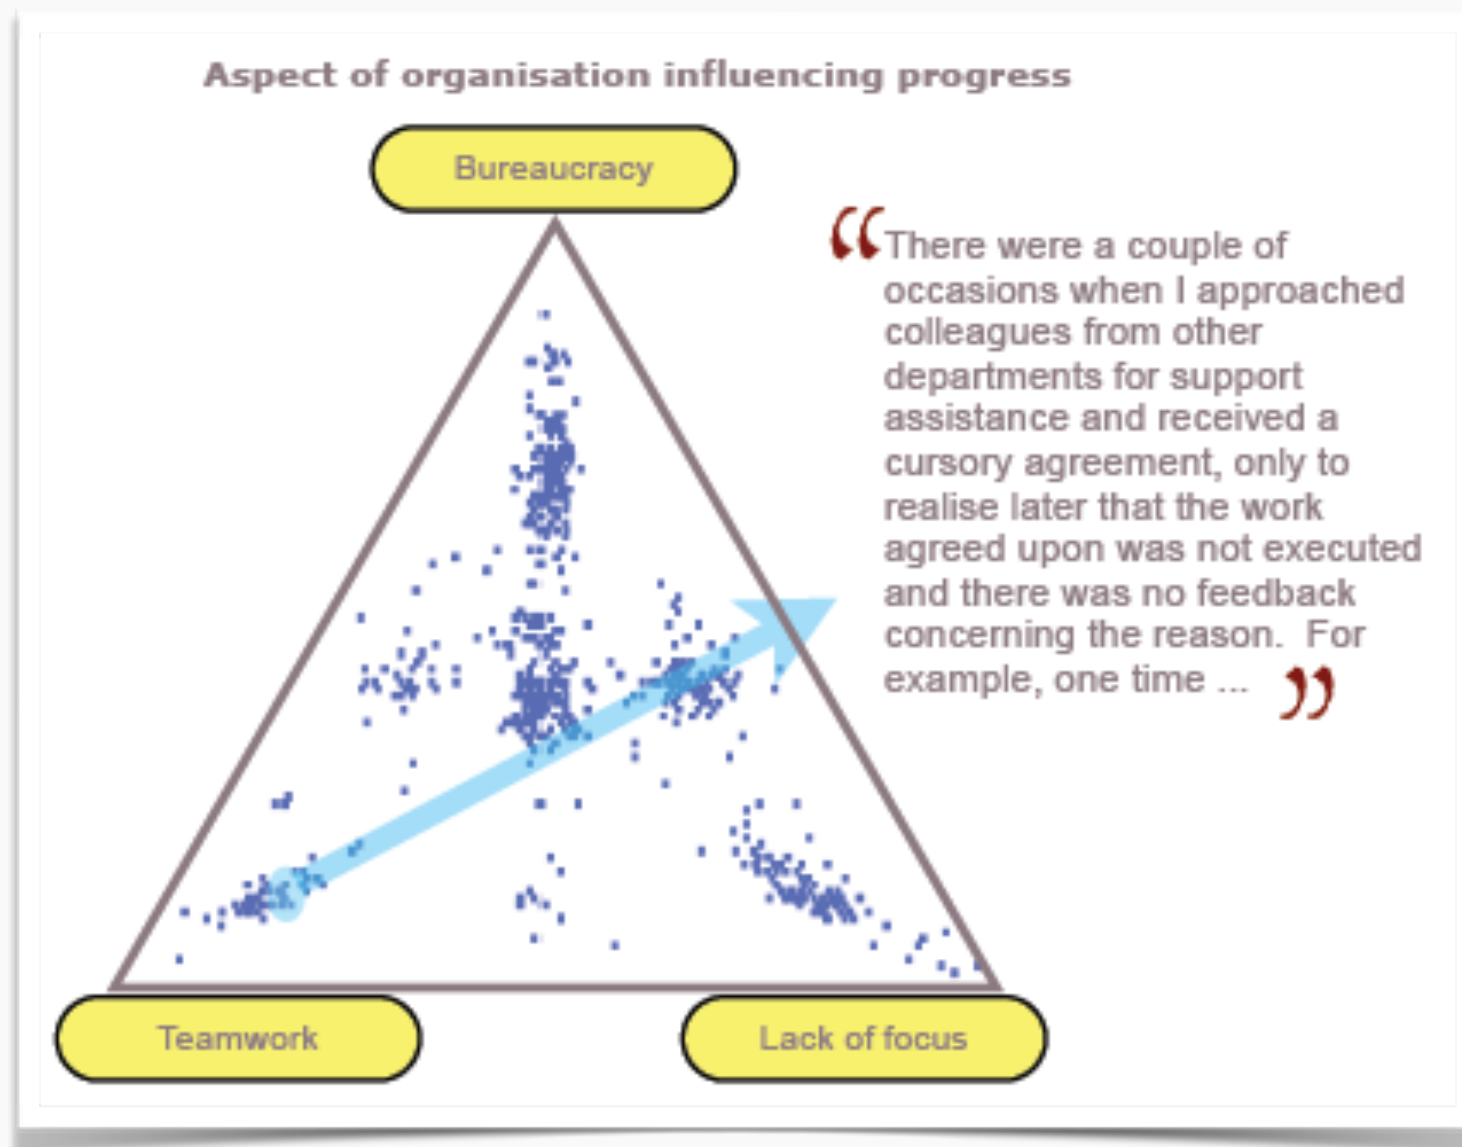 Aspect of organisation influencing progress
Bureaucracy
“There were a couple of
occasions when I approached
colleagues from other
departments for support
assistance and received a
cursory agreement, only to
realise later that the work
agreed upon was not executed
and there was no feedback
concerning the reason.  For
example, one time ... ”
Teamwork
Lack of focus